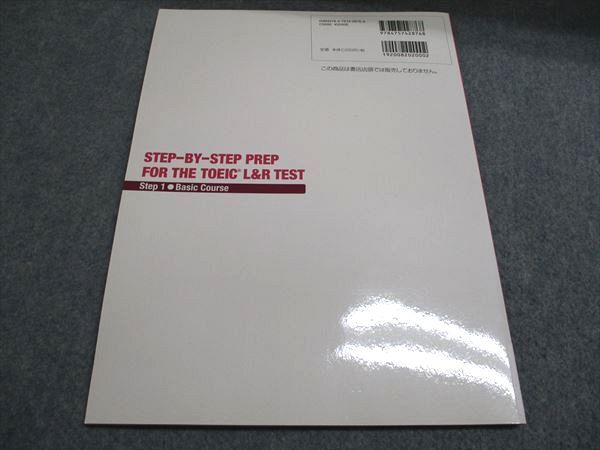 9784757428768
1920082020002
この商品は書店店頭では販売しておりません。
STEP-BY-STEP PREP
FOR THE TOEIC® L&R TEST
Step 1 ● Basic Course